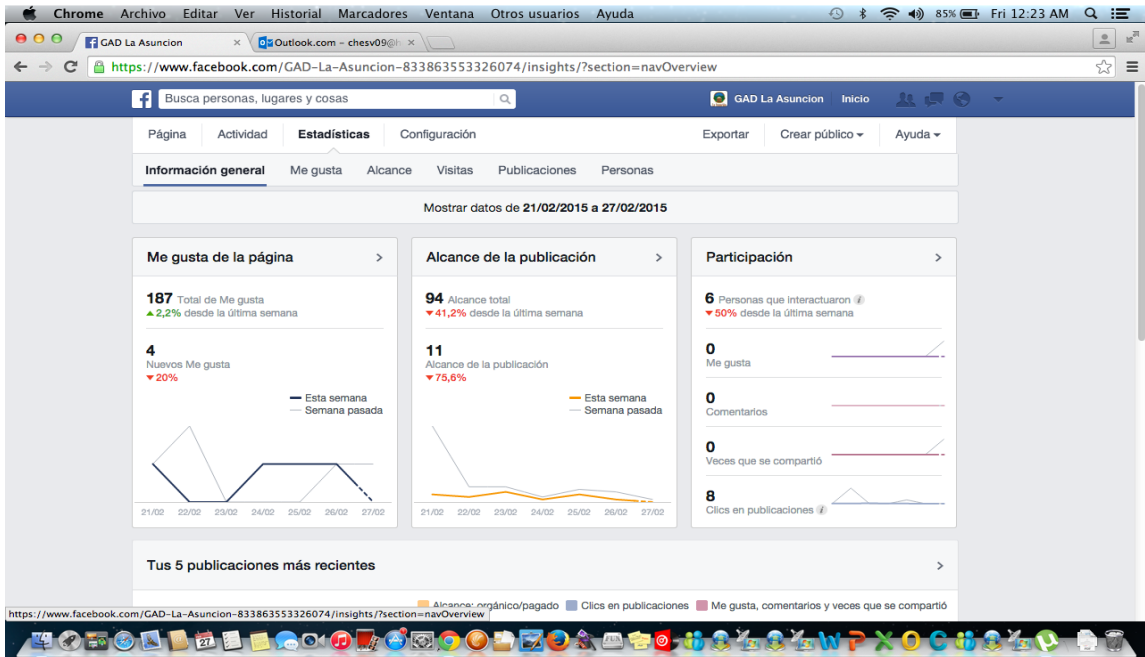 Chrome Archivo Editar Ver Historial Marcadores Ventana Otros usuarios Ayuda 85% Fri 12:23 AM
GAD La Asuncion × Outlook.com – chesv09@h ×
https://www.facebook.com/GAD-La-Asuncion-833863553326074/insights/?section=navOverview
Busca personas, lugares y cosas GAD La Asuncion Inicio
Página Actividad Estadísticas Configuración Exportar Crear público Ayuda
Información general Me gusta Alcance Visitas Publicaciones Personas
Mostrar datos de 21/02/2015 a 27/02/2015
Me gusta de la página
187 Total de Me gusta
2,2% desde la última semana
4
Nuevos Me gusta
20%
Esta semana
Semana pasada
21/02 22/02 23/02 24/02 25/02 26/02 27/02
Alcance de la publicación
94 Alcance total
41,2% desde la última semana
11
Alcance de la publicación
75,6%
Esta semana
Semana pasada
21/02 22/02 23/02 24/02 25/02 26/02 27/02
Participación
6 Personas que interactuaron i
50% desde la última semana
0
Me gusta
0
Comentarios
0
Veces que se compartió
8
Clics en publicaciones i
Tus 5 publicaciones más recientes
Alcance: orgánico/pagado Clics en publicaciones Me gusta, comentarios y veces que se compartió
https://www.facebook.com/GAD-La-Asuncion-833863553326074/insights/?section=navOverview
27 W P X O C